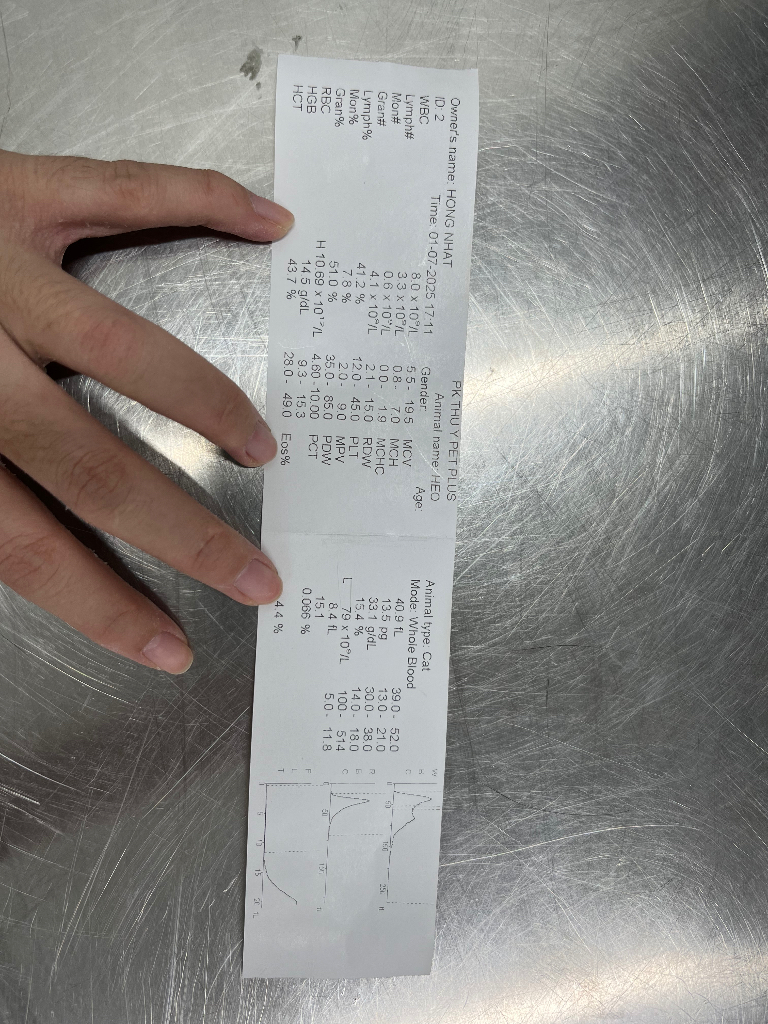 PK THU Y PET PLUS
Owner's name: HONG NHAT Animal name: HEO Animal type: Cat
ID: 2 Time: 01-07-2025 17:11 Gender: Age: Mode: Whole Blood
WBC 8.0 x 10⁹/L 5.5 - 19.5 MCV 40.9 fL 39.0 - 52.0
Lymph# 3.3 x 10⁹/L 0.8 - 7.0 MCH 13.5 pg 13.0 - 21.0
Mon# 0.6 x 10⁹/L 0.0 - 1.9 MCHC 33.1 g/dL 30.0 - 38.0
Gran# 4.1 x 10⁹/L 2.1 - 15.0 RDW 15.4 % 14.0 - 18.0
Lymph% 41.2 % 12.0 - 45.0 PLT L 79 x 10⁹/L 100 - 514
Mon% 7.8 % 2.0 - 9.0 MPV 8.4 fL 5.0 - 11.8
Gran% 51.0 % 35.0 - 85.0 PDW 15.1
RBC H 10.69 x 10¹²/L 4.60 - 10.00 PCT 0.066 %
HGB 14.5 g/dL 9.3 - 15.3
HCT 43.7 % 28.0 - 49.0 Eos% 4.4 %